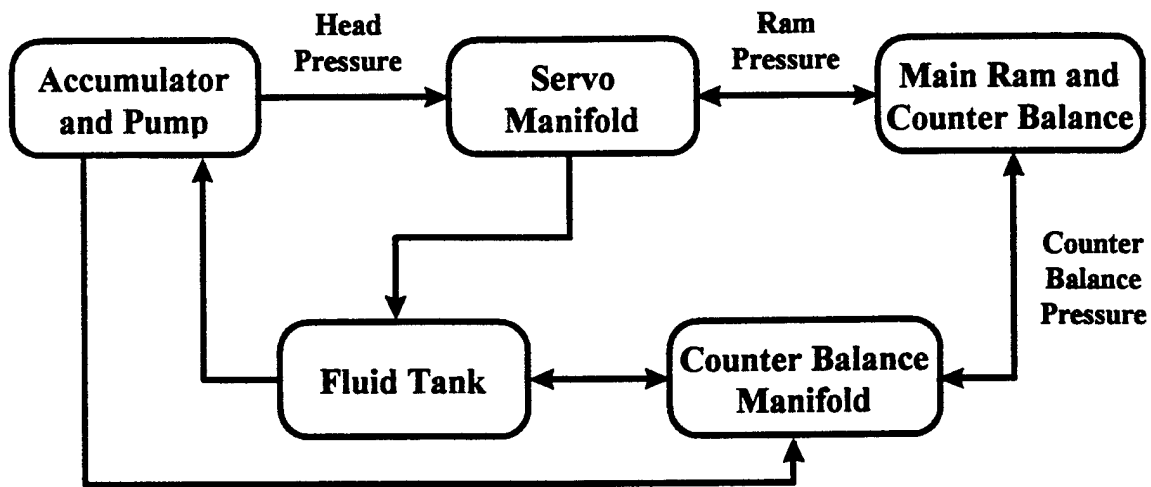 Head
Pressure
Ram
Pressure
Accumulator
and Pump
Servo
Manifold
Main Ram and
Counter Balance
Counter
Balance
Pressure
Fluid Tank
Counter Balance
Manifold